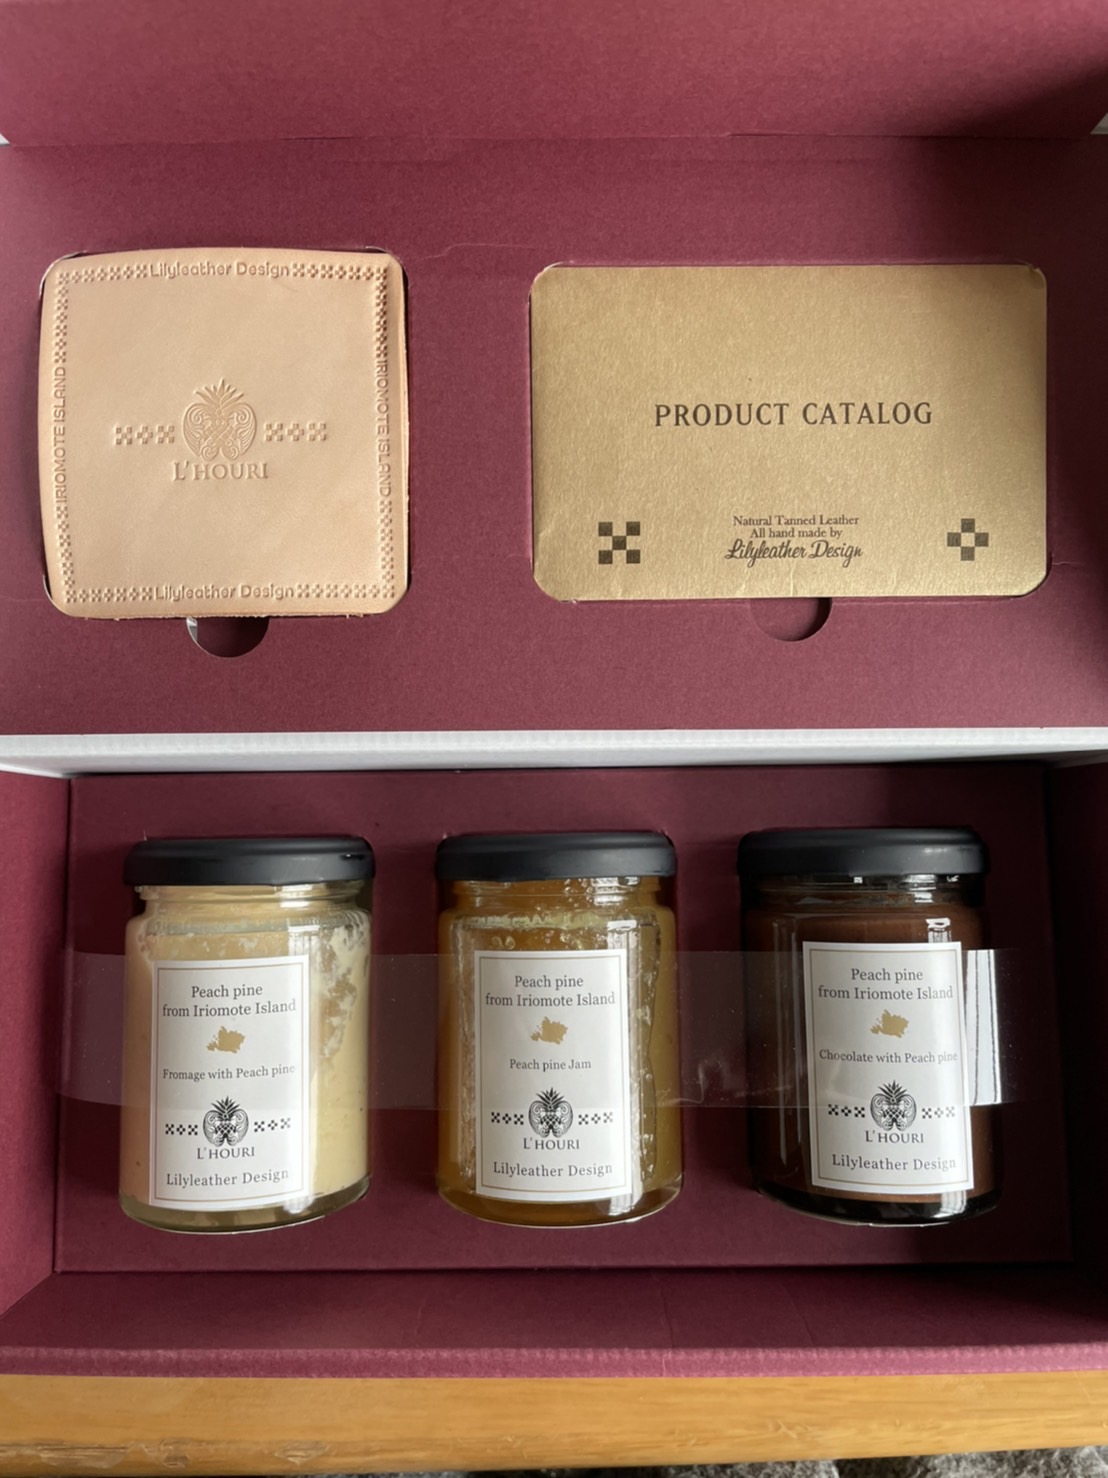 Lilyleather Design
IRIOMOTE ISLAND
IRIOMOTE ISLAND
L'HOURI
Lilyleather Design
PRODUCT CATALOG
Natural Tanned Leather
All hand made by
Lilyleather Design
Peach pine
from Iriomote Island
Fromage with Peach pine
L'HOURI
Lilyleather Design
Peach pine
from Iriomote Island
Peach pine Jam
L'HOURI
Lilyleather Design
Peach pine
from Iriomote Island
Chocolate with Peach pine
L'HOURI
Lilyleather Design